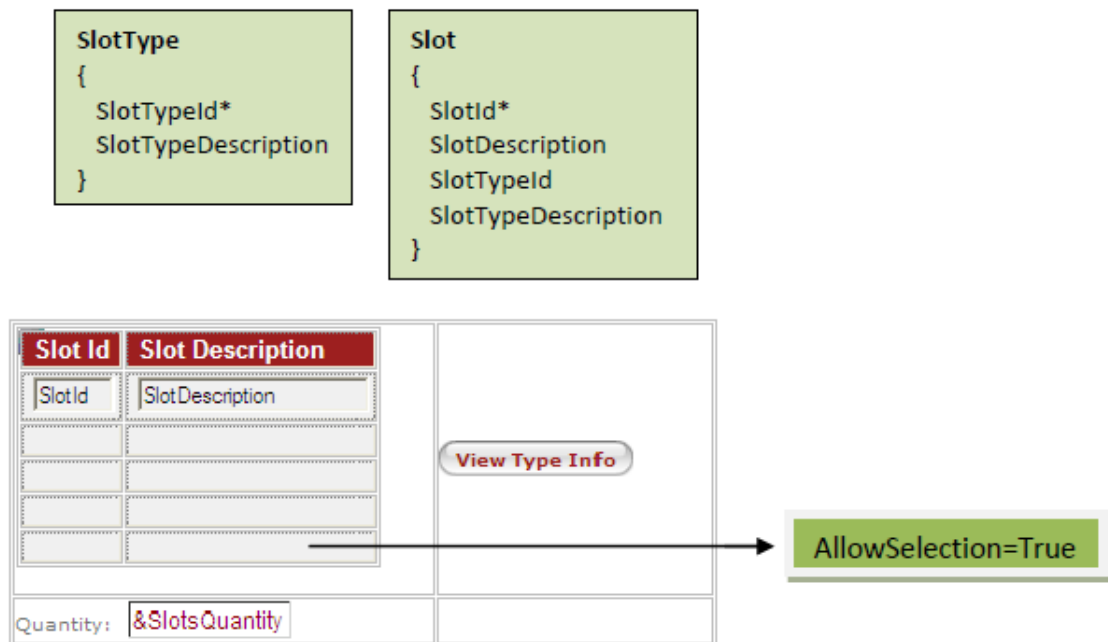 SlotType
{
SlotTypeId*
SlotTypeDescription
}
Slot
{
SlotId*
SlotDescription
SlotTypeId
SlotTypeDescription
}
Slot Id Slot Description
SlotId SlotDescription
View Type Info
AllowSelection=True
Quantity: &SlotsQuantity